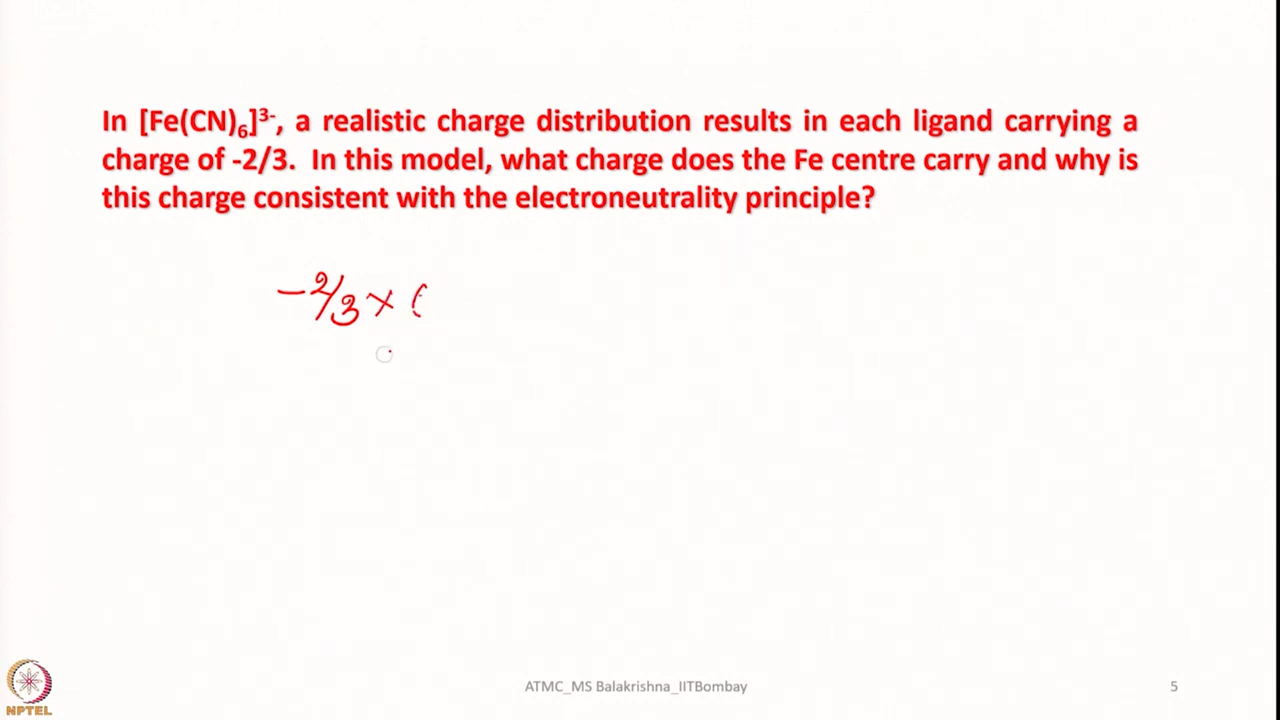 In [Fe(CN)₆]³⁻, a realistic charge distribution results in each ligand carrying a
charge of -2/3. In this model, what charge does the Fe centre carry and why is
this charge consistent with the electroneutrality principle?
-2/3 × (
NPTEL
ATMC_MS Balakrishna_IITBombay
5